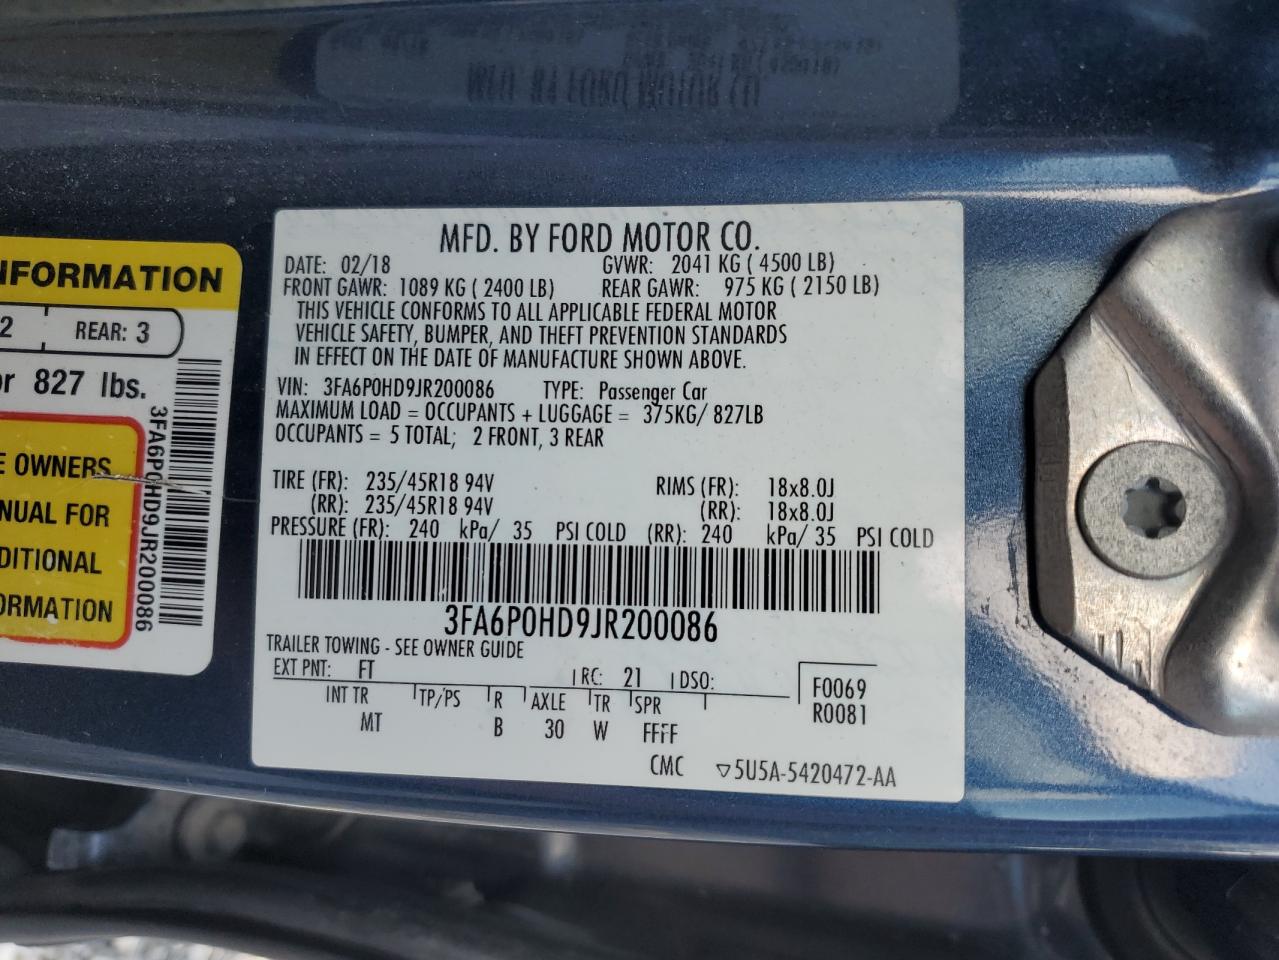 MFD. BY FORD MOTOR CO.
DATE: 02/18 GVWR: 2041 KG ( 4500 LB)
FRONT GAWR: 1089 KG ( 2400 LB) REAR GAWR: 975 KG ( 2150 LB)
THIS VEHICLE CONFORMS TO ALL APPLICABLE FEDERAL MOTOR
VEHICLE SAFETY, BUMPER, AND THEFT PREVENTION STANDARDS
IN EFFECT ON THE DATE OF MANUFACTURE SHOWN ABOVE.
VIN: 3FA6P0HD9JR200086 TYPE: Passenger Car
MAXIMUM LOAD = OCCUPANTS + LUGGAGE = 375KG/ 827LB
OCCUPANTS = 5 TOTAL; 2 FRONT, 3 REAR
TIRE (FR): 235/45R18 94V RIMS (FR): 18x8.0J
(RR): 235/45R18 94V (RR): 18x8.0J
PRESSURE (FR): 240 kPa/ 35 PSI COLD (RR): 240 kPa/ 35 PSI COLD
3FA6P0HD9JR200086
TRAILER TOWING - SEE OWNER GUIDE
EXT PNT: FT RC: 21 DSO:
INT TR TP/PS R AXLE TR SPR
MT B 30 W FFFF
F0069
R0081
CMC ▽5U5A-5420472-AA
NFORMATION
2 REAR: 3
or 827 lbs.
E OWNERS
NUAL FOR
DITIONAL
ORMATION
3FA6P0HD9JR200086